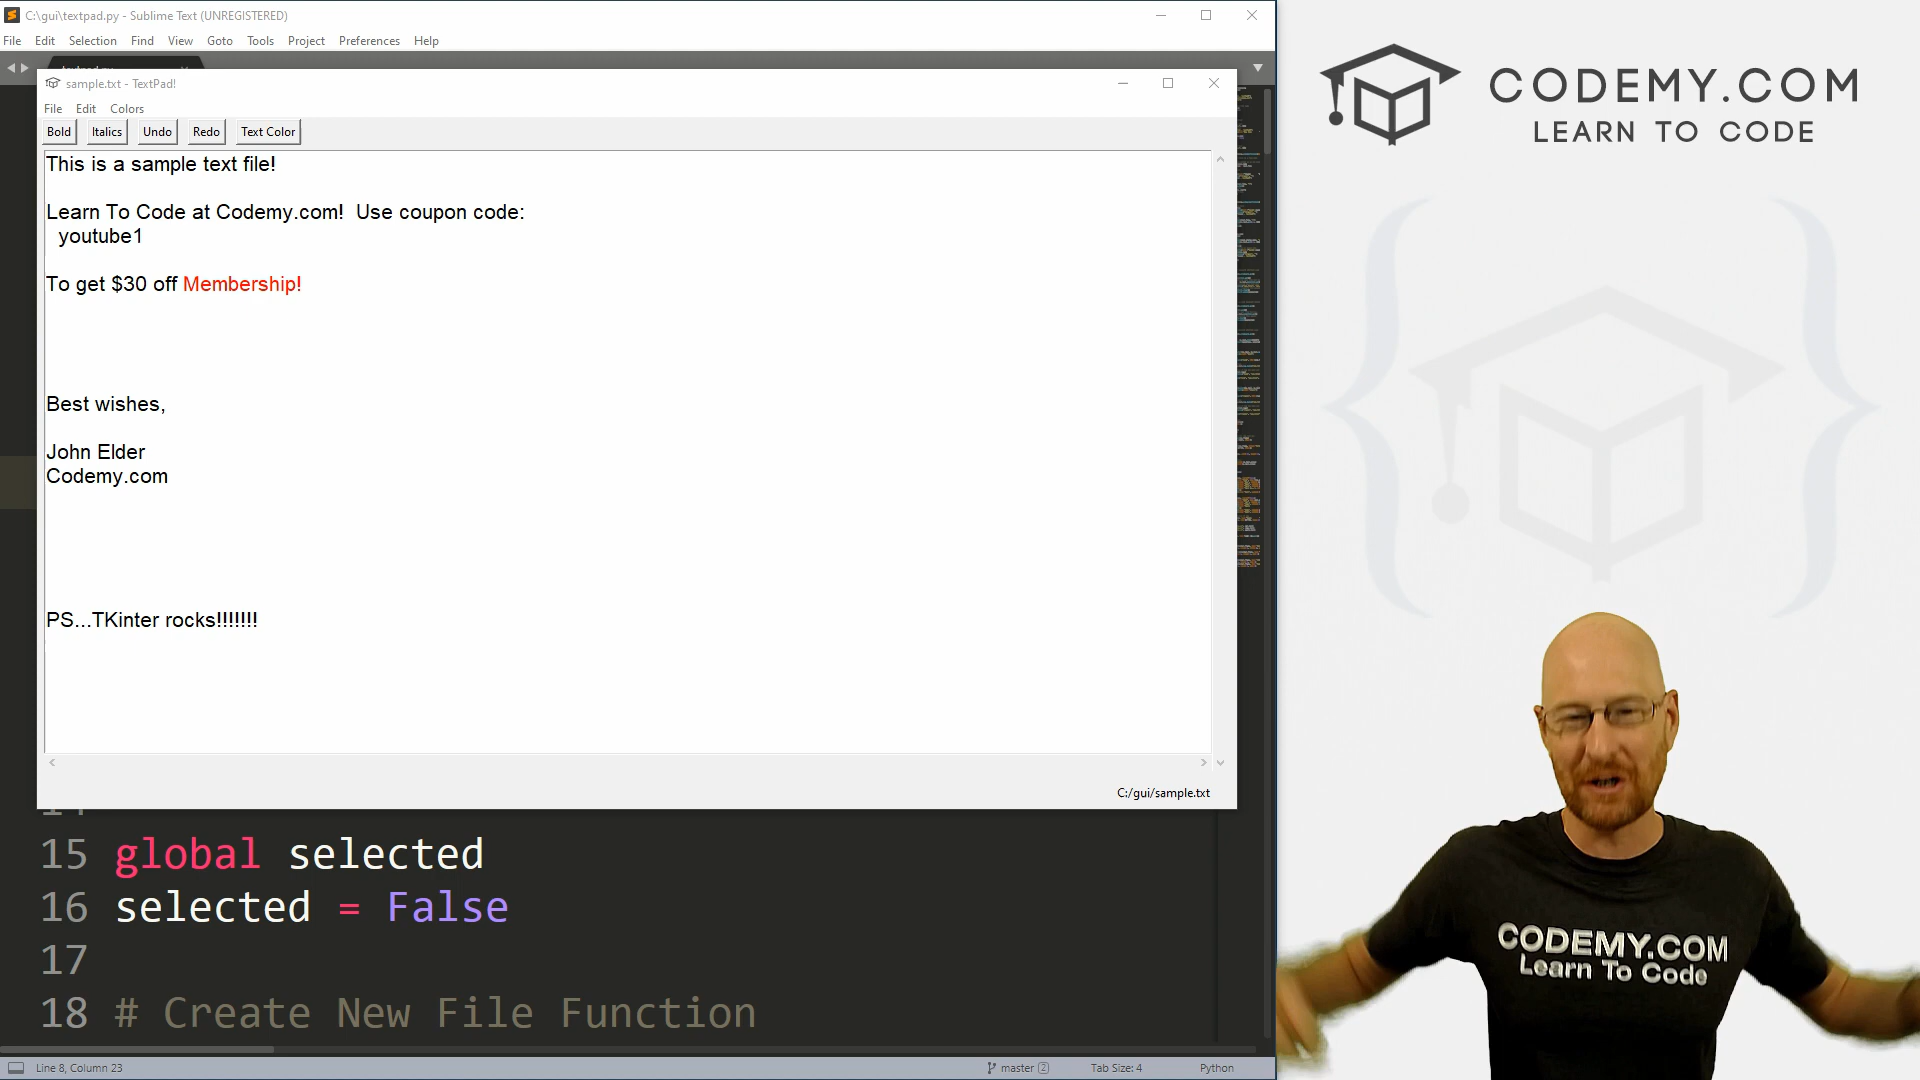 C:\gui\textpad.py - Sublime Text (UNREGISTERED)
File Edit Selection Find View Goto Tools Project Preferences Help
sample.txt - TextPad!
File Edit Colors
Bold Italics Undo Redo Text Color
This is a sample text file!
Learn To Code at Codemy.com!  Use coupon code:
youtube1
To get $30 off Membership!
Best wishes,
John Elder
Codemy.com
PS...TKinter rocks!!!!!!!
C:/gui/sample.txt
15 global selected
16 selected = False
17
18 # Create New File Function
Line 8, Column 23
master 2
Tab Size: 4
Python
CODEMY.COM
LEARN TO CODE
CODEMY.COM
Learn To Code